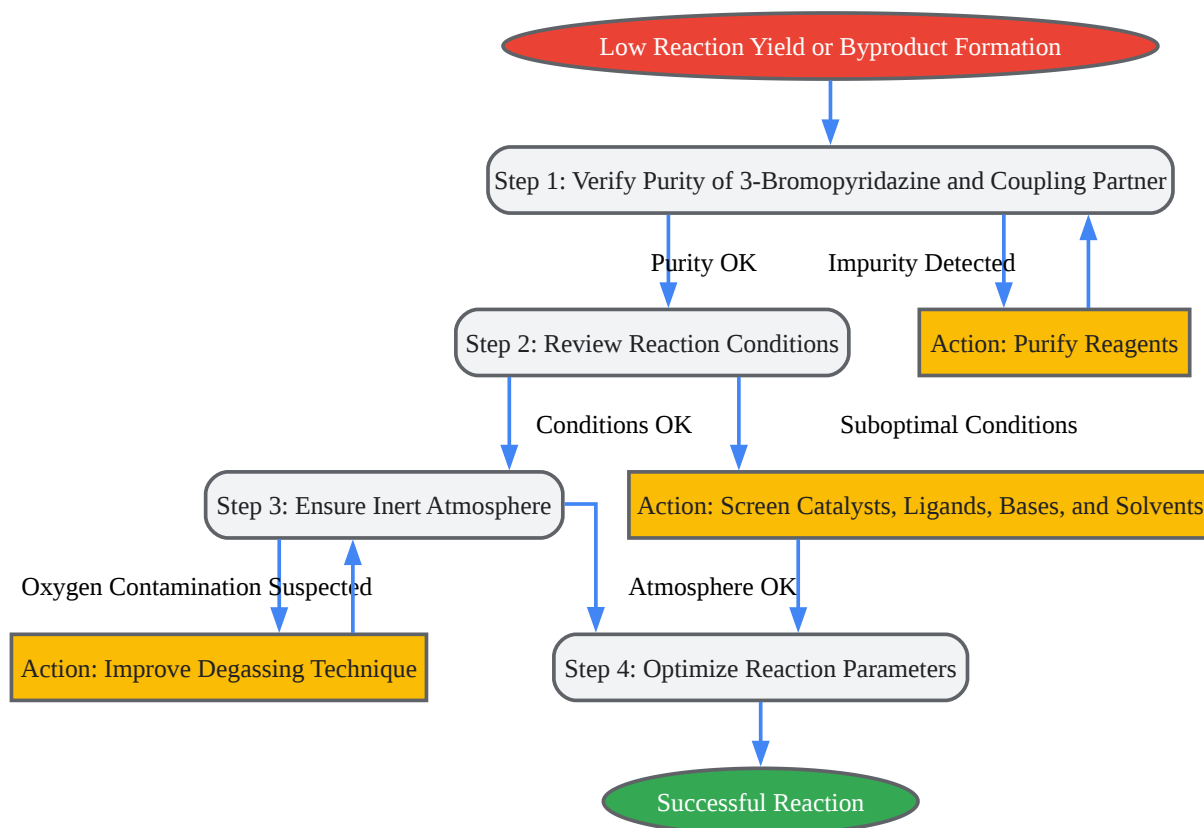 Low Reaction Yield or Byproduct Formation
Step 1: Verify Purity of 3-Bromopyridazine and Coupling Partner
Purity OK
Impurity Detected
Step 2: Review Reaction Conditions
Action: Purify Reagents
Conditions OK
Suboptimal Conditions
Step 3: Ensure Inert Atmosphere
Action: Screen Catalysts, Ligands, Bases, and Solvents
Oxygen Contamination Suspected
Atmosphere OK
Action: Improve Degassing Technique
Step 4: Optimize Reaction Parameters
Successful Reaction